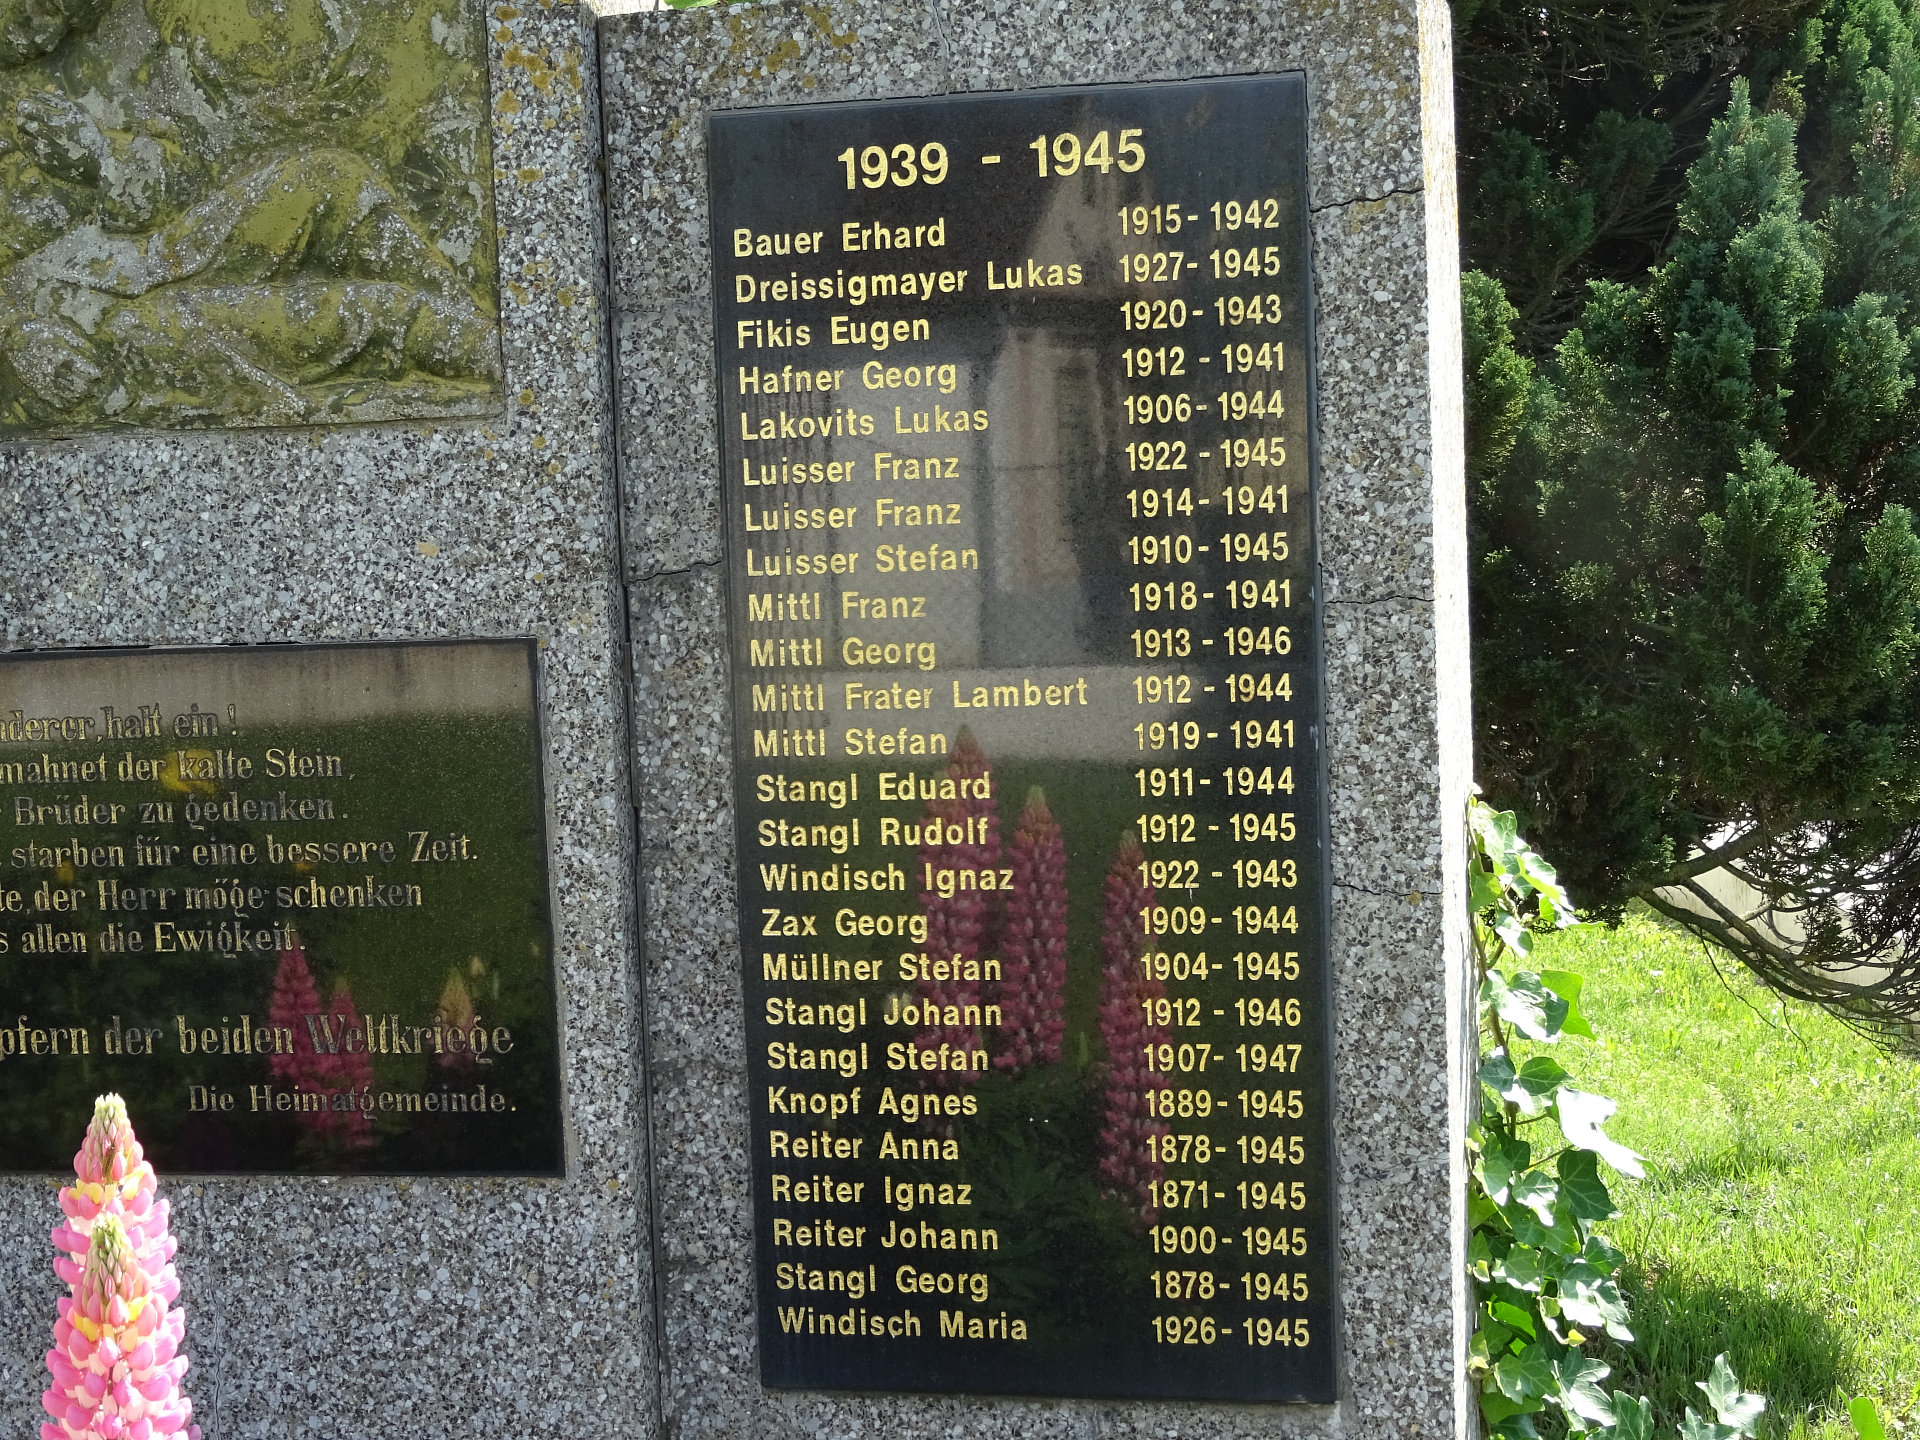 derer, halt ein!
mahnet der kalte Stein,
Brüder zu gedenken.
starben für eine bessere Zeit.
te, der Herr möge schenken
s allen die Ewigkeit.
pfern der beiden Weltkriege
Die Heimatgemeinde.
1939 - 1945
Bauer Erhard 1915 - 1942
Dreissigmayer Lukas 1927 - 1945
Fikis Eugen 1920 - 1943
Hafner Georg 1912 - 1941
Lakovits Lukas 1906 - 1944
Luisser Franz 1922 - 1945
Luisser Franz 1914 - 1941
Luisser Stefan 1910 - 1945
Mittl Franz 1918 - 1941
Mittl Georg 1913 - 1946
Mittl Frater Lambert 1912 - 1944
Mittl Stefan 1919 - 1941
Stangl Eduard 1911 - 1944
Stangl Rudolf 1912 - 1945
Windisch Ignaz 1922 - 1943
Zax Georg 1909 - 1944
Müllner Stefan 1904 - 1945
Stangl Johann 1912 - 1946
Stangl Stefan 1907 - 1947
Knopf Agnes 1889 - 1945
Reiter Anna 1878 - 1945
Reiter Ignaz 1871 - 1945
Reiter Johann 1900 - 1945
Stangl Georg 1878 - 1945
Windisch Maria 1926 - 1945